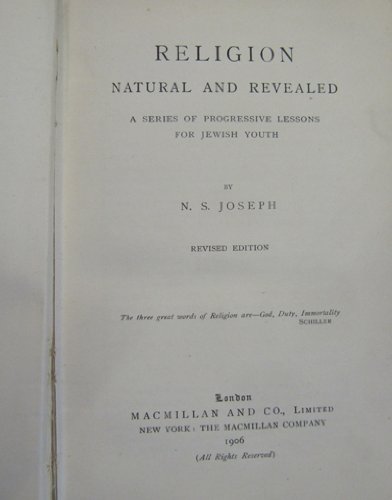 RELIGION
NATURAL AND REVEALED
A SERIES OF PROGRESSIVE LESSONS
FOR JEWISH YOUTH
BY
N. S. JOSEPH
REVISED EDITION
The three great words of Religion are—God, Duty, Immortality
SCHILLER
London
MACMILLAN AND CO., LIMITED
NEW YORK: THE MACMILLAN COMPANY
1906
(All Rights Reserved)